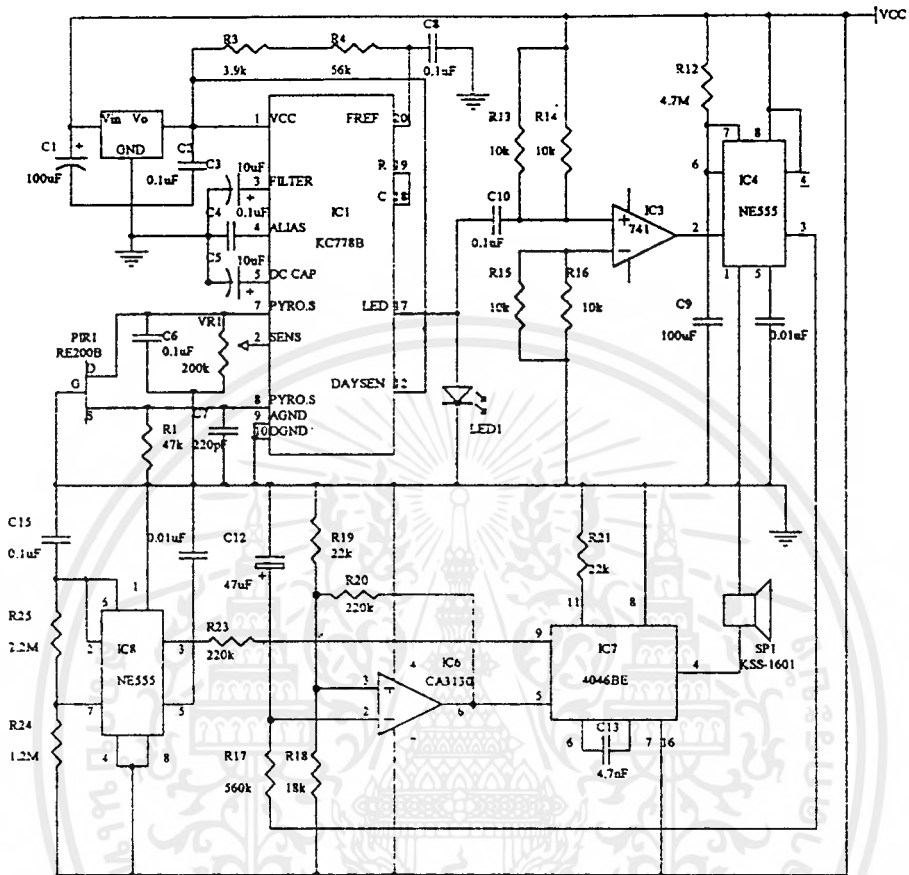 VCC
C8
0.1uF
R3
3.9k
R4
56k
R12
4.7M
Vin Vo
GND
C1
+
100uF
C2
C3
0.1uF
10uF
+
0.1uF
C4
C5
10uF
+
1
VCC
3
FILTER
4
ALIAS
5
DC CAP
7
PYRO.S
2
SENS
8
PYRO.S
9
AGND
10
DGND
IC1
KC778B
FREF
20
R
19
C
18
LED
17
DAYSEN
12
R13
10k
R14
10k
C10
0.1uF
R15
10k
R16
10k
IC3
+
741
−
LED1
7
8
6
4
IC4
NE555
2
3
1
5
C9
100uF
0.01uF
PIR1
RE200B
D
G
S
C6
0.1uF
VR1
200k
R1
47k
C7
220pF
C15
0.1uF
R25
2.2M
R24
1.2M
0.01uF
1
6
2
IC8
NE555
3
7
5
4
8
R23
220k
C12
47uF
+
R19
22k
R20
220k
IC6
CA3130
4
3
+
2
−
6
R17
560k
R18
18k
R21
22k
11
8
9
IC7
4046BE
4
5
6
C13
4.7nF
7
16
SP1
KSS-1601